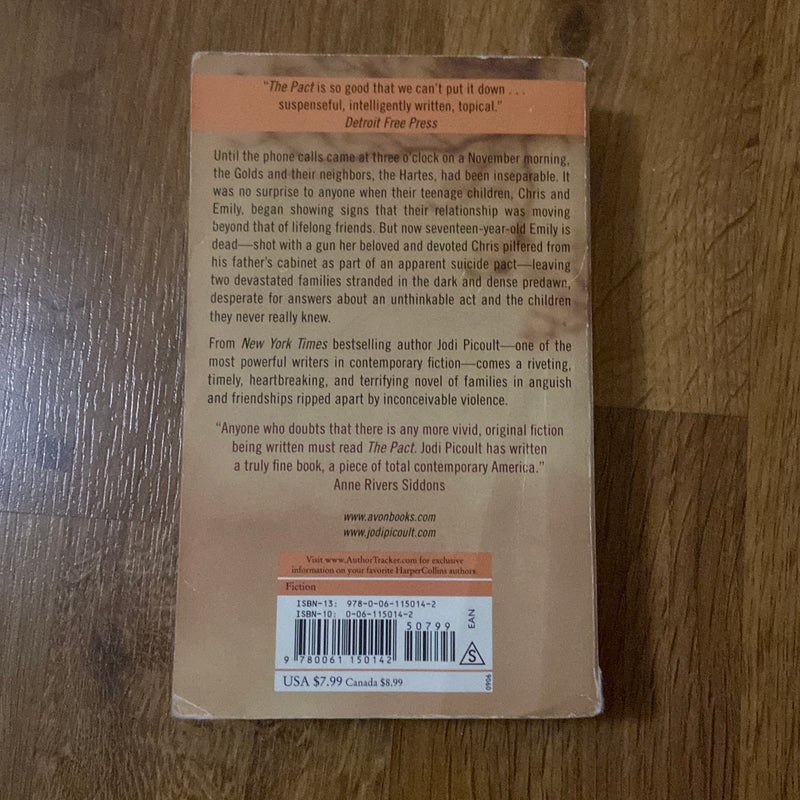 “The Pact is so good that we can’t put it down . . .
suspenseful, intelligently written, topical.”
Detroit Free Press
Until the phone calls came at three o’clock on a November morning,
the Golds and their neighbors, the Hartes, had been inseparable. It
was no surprise to anyone when their teenage children, Chris and
Emily, began showing signs that their relationship was moving
beyond that of lifelong friends. But now seventeen-year-old Emily is
dead—shot with a gun her beloved and devoted Chris pilfered from
his father’s cabinet as part of an apparent suicide pact—leaving
two devastated families stranded in the dark and dense predawn,
desperate for answers about an unthinkable act and the children
they never really knew.
From New York Times bestselling author Jodi Picoult—one of the
most powerful writers in contemporary fiction—comes a riveting,
timely, heartbreaking, and terrifying novel of families in anguish
and friendships ripped apart by inconceivable violence.
“Anyone who doubts that there is any more vivid, original fiction
being written must read The Pact. Jodi Picoult has written
a truly fine book, a piece of total contemporary America.”
Anne Rivers Siddons
www.avonbooks.com
www.jodipicoult.com
Visit www.AuthorTracker.com for exclusive
information on your favorite HarperCollins authors.
Fiction
ISBN-13: 978-0-06-115014-2
ISBN-10: 0-06-115014-2
50799
EAN
S
9 780061 150142
USA $7.99 Canada $8.99
0906